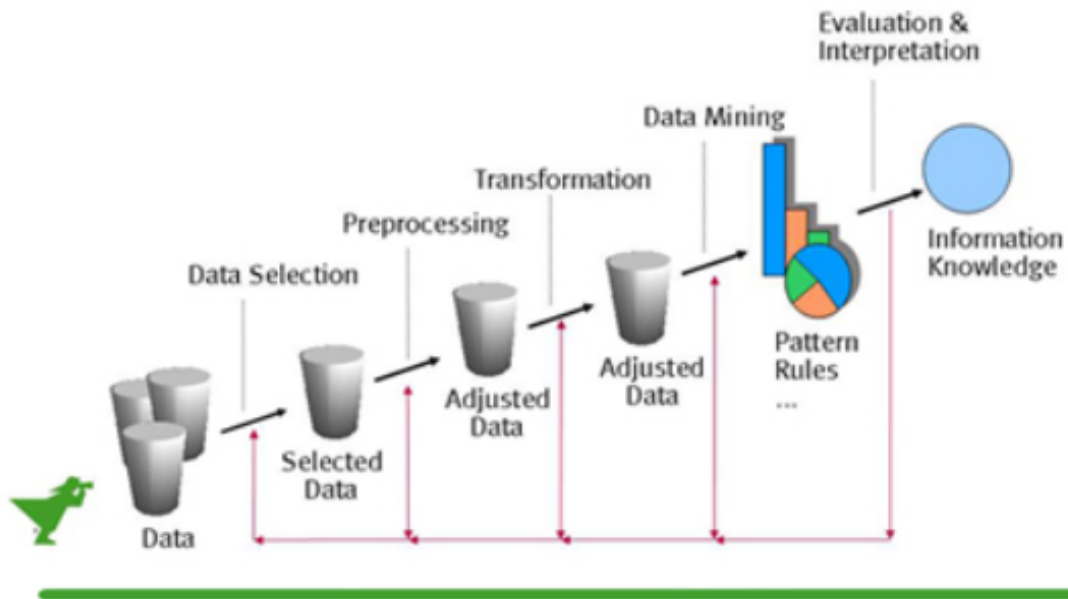 Evaluation &
Interpretation
Data Mining
Transformation
Preprocessing
Data Selection
Information
Knowledge
Pattern
Rules
...
Adjusted
Data
Adjusted
Data
Selected
Data
Data